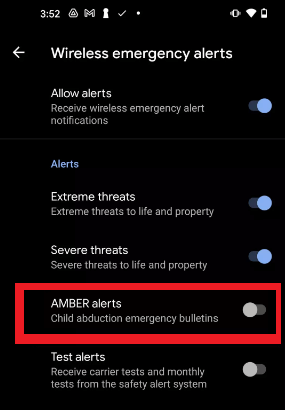 3:52
Wireless emergency alerts
Allow alerts
Receive wireless emergency alert
notifications
Alerts
Extreme threats
Extreme threats to life and property
Severe threats
Severe threats to life and property
AMBER alerts
Child abduction emergency bulletins
Test alerts
Receive carrier tests and monthly
tests from the safety alert system